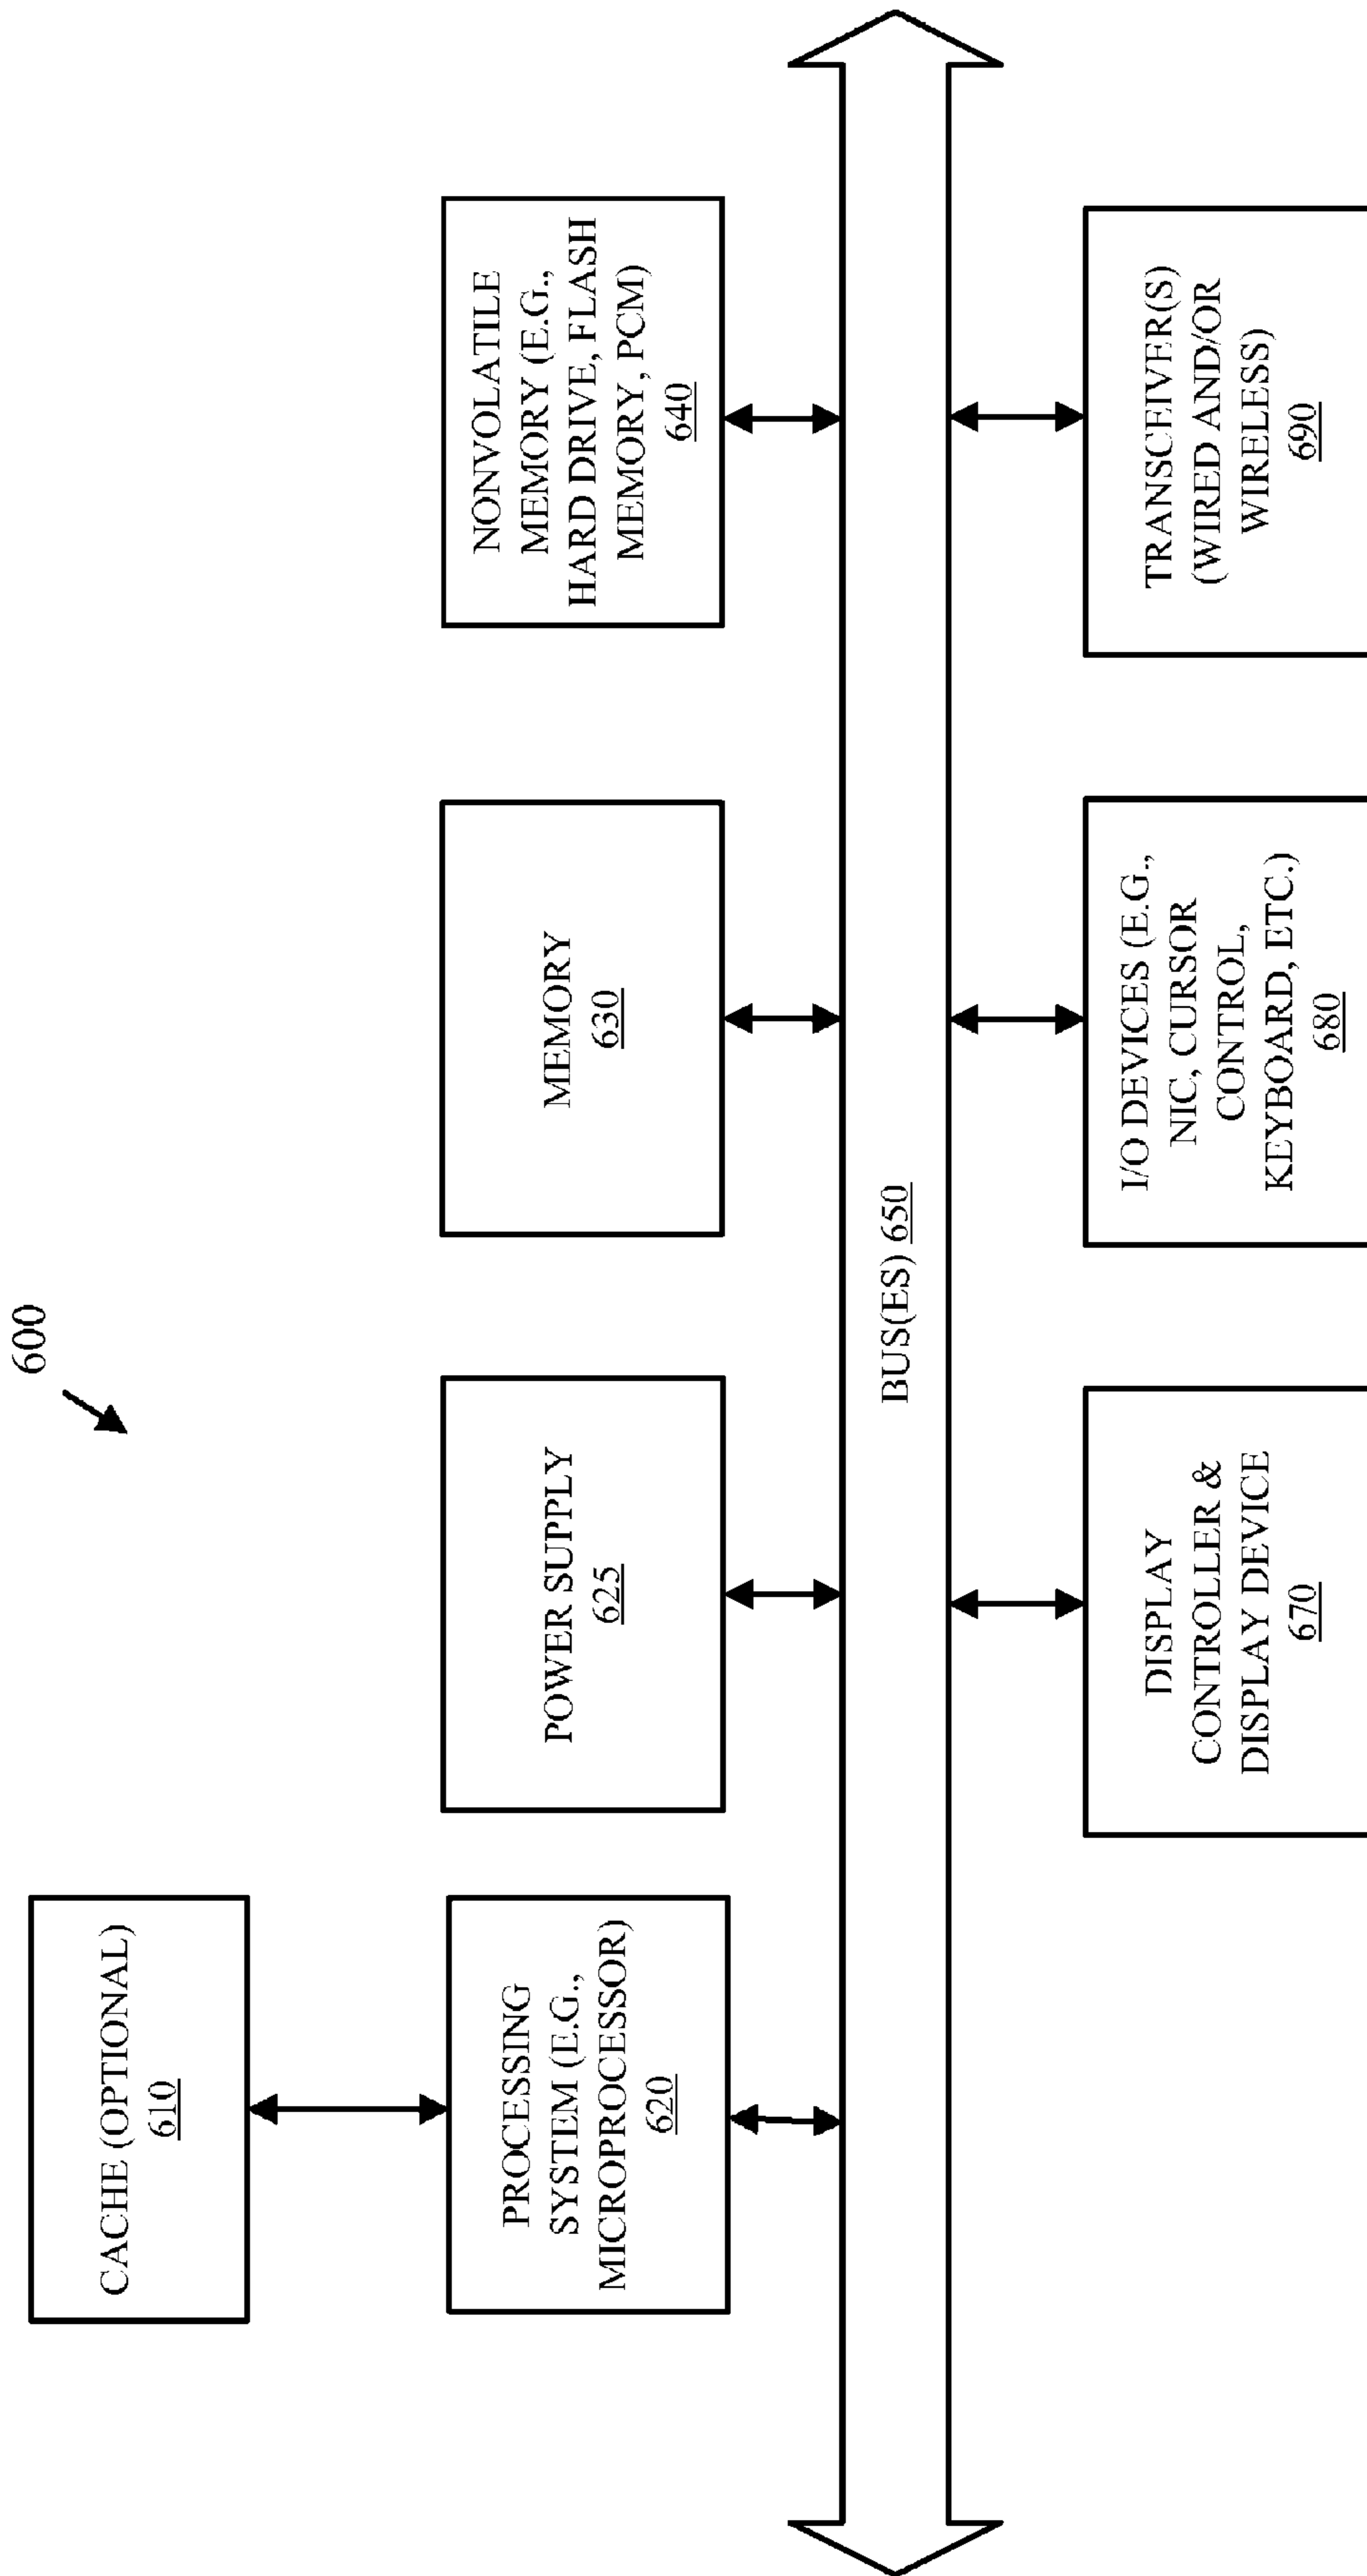 600
CACHE (OPTIONAL)
610
PROCESSING
SYSTEM (E.G.,
MICROPROCESSOR)
620
POWER SUPPLY
625
MEMORY
630
NONVOLATILE
MEMORY (E.G.,
HARD DRIVE, FLASH
MEMORY, PCM)
640
BUS(ES) 650
DISPLAY
CONTROLLER &
DISPLAY DEVICE
670
I/O DEVICES (E.G.,
NIC, CURSOR
CONTROL,
KEYBOARD, ETC.)
680
TRANSCEIVER(S)
(WIRED AND/OR
WIRELESS)
690